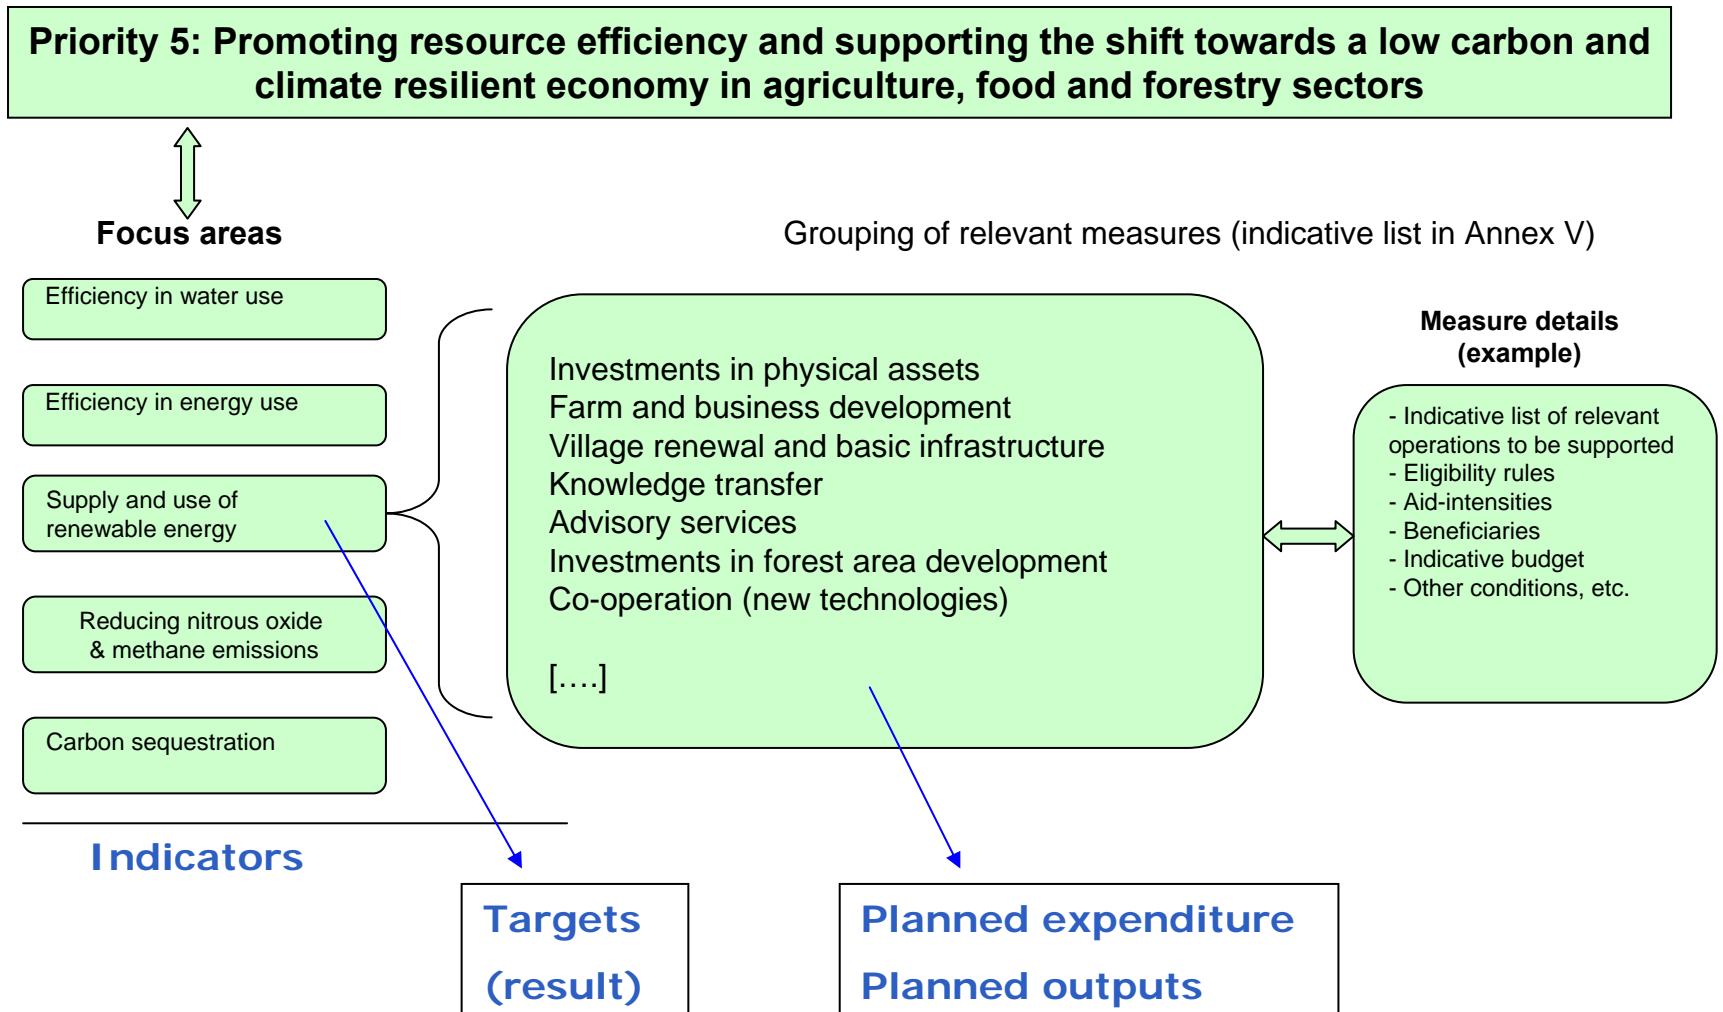 Priority 5: Promoting resource efficiency and supporting the shift towards a low carbon and
climate resilient economy in agriculture, food and forestry sectors
Focus areas
Grouping of relevant measures (indicative list in Annex V)
Efficiency in water use
Efficiency in energy use
Supply and use of
renewable energy
Reducing nitrous oxide
& methane emissions
Carbon sequestration
Investments in physical assets
Farm and business development
Village renewal and basic infrastructure
Knowledge transfer
Advisory services
Investments in forest area development
Co-operation (new technologies)
[….]
Measure details
(example)
- Indicative list of relevant
operations to be supported
- Eligibility rules
- Aid-intensities
- Beneficiaries
- Indicative budget
- Other conditions, etc.
Indicators
Targets
(result)
Planned expenditure
Planned outputs